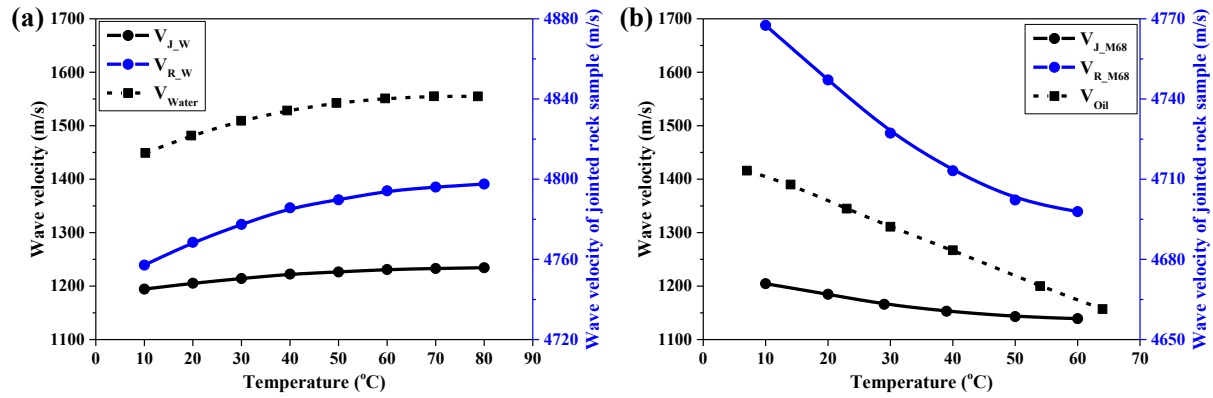 (a)
Wave velocity (m/s)
1700
1600
1500
1400
1300
1200
1100
V_J_W
V_R_W
V_Water
4880
4840
4800
4760
4720
Wave velocity of jointed rock sample (m/s)
0 10 20 30 40 50 60 70 80 90
Temperature (°C)
(b)
Wave velocity (m/s)
1700
1600
1500
1400
1300
1200
1100
V_J_M68
V_R_M68
V_Oil
4770
4740
4710
4680
4650
Wave velocity of jointed rock sample (m/s)
0 10 20 30 40 50 60 70
Temperature (°C)